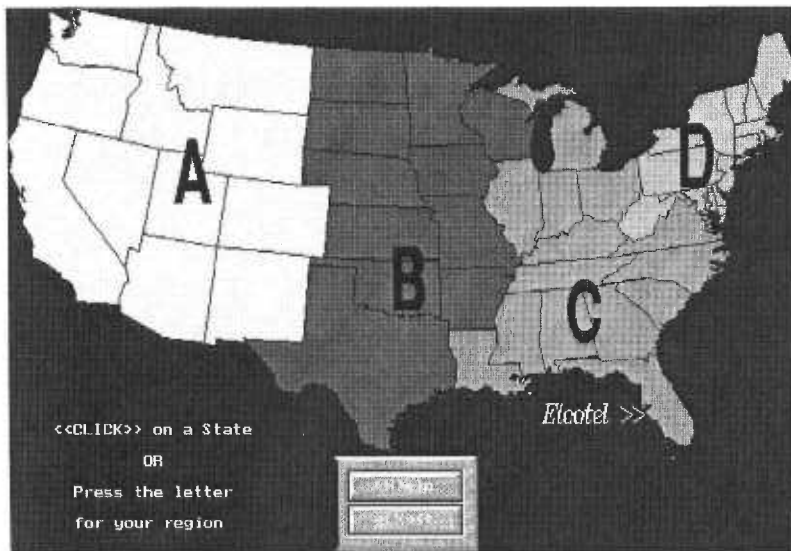 A
B
C
D
Elcotel >>
<<CLICK>> on a State
OR
Press the letter
for your region